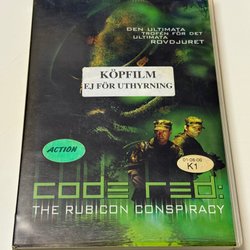 DEN ULTIMATA
TROFÉN FÖR DET
ULTIMATA
ROVDJURET
KÖPFILM
EJ FÖR UTHYRNING
ACTION
01-06-06
K1
CODE RED:
THE RUBICON CONSPIRACY